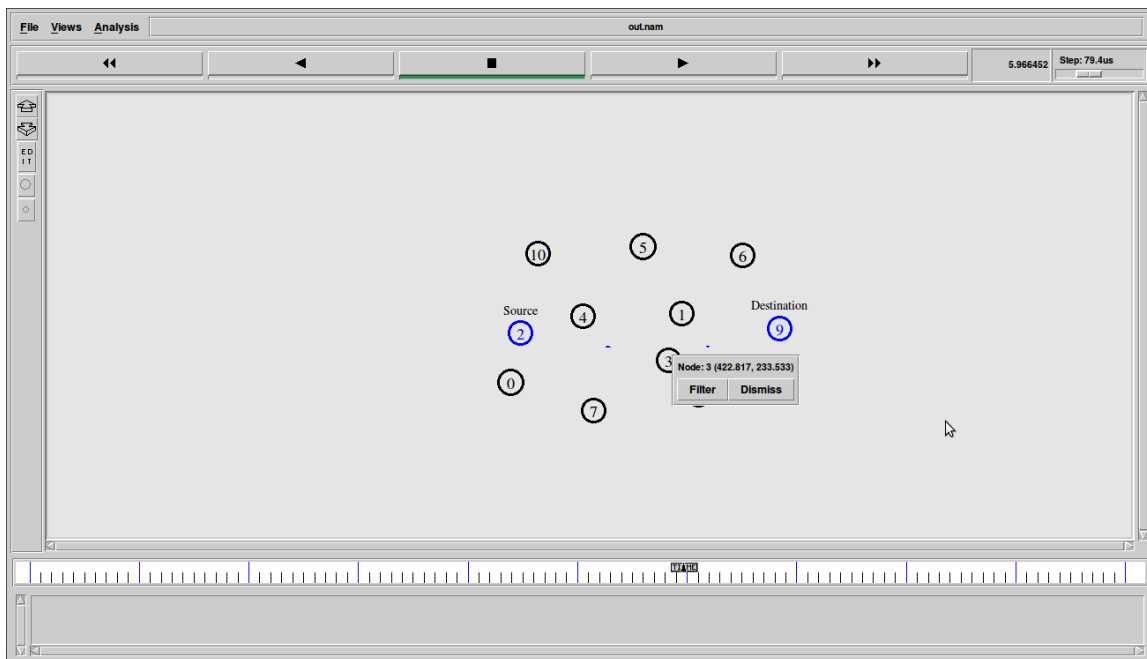 File Views Analysis out.nam
5.966452 Step: 79.4us
ED
IT
10
5
6
Source
Destination
4
1
2
9
3
Node: 3 (422.817, 233.533)
Filter Dismiss
0
7
TIME